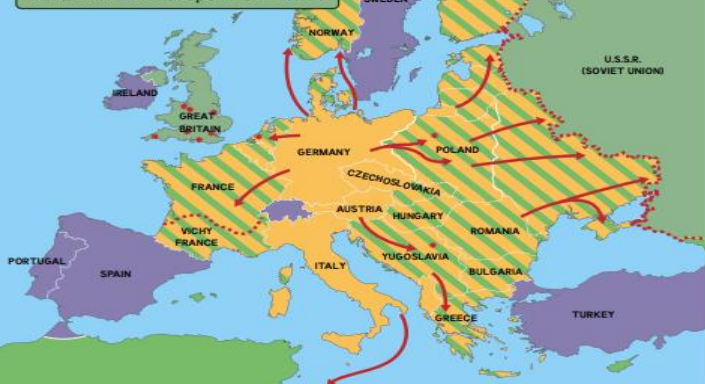 SWEDEN
NORWAY
U.S.S.R.
(SOVIET UNION)
IRELAND
GREAT
BRITAIN
GERMANY
POLAND
CZECHOSLOVAKIA
FRANCE
AUSTRIA
HUNGARY
ROMANIA
VICHY
FRANCE
YUGOSLAVIA
ITALY
BULGARIA
PORTUGAL
SPAIN
GREECE
TURKEY